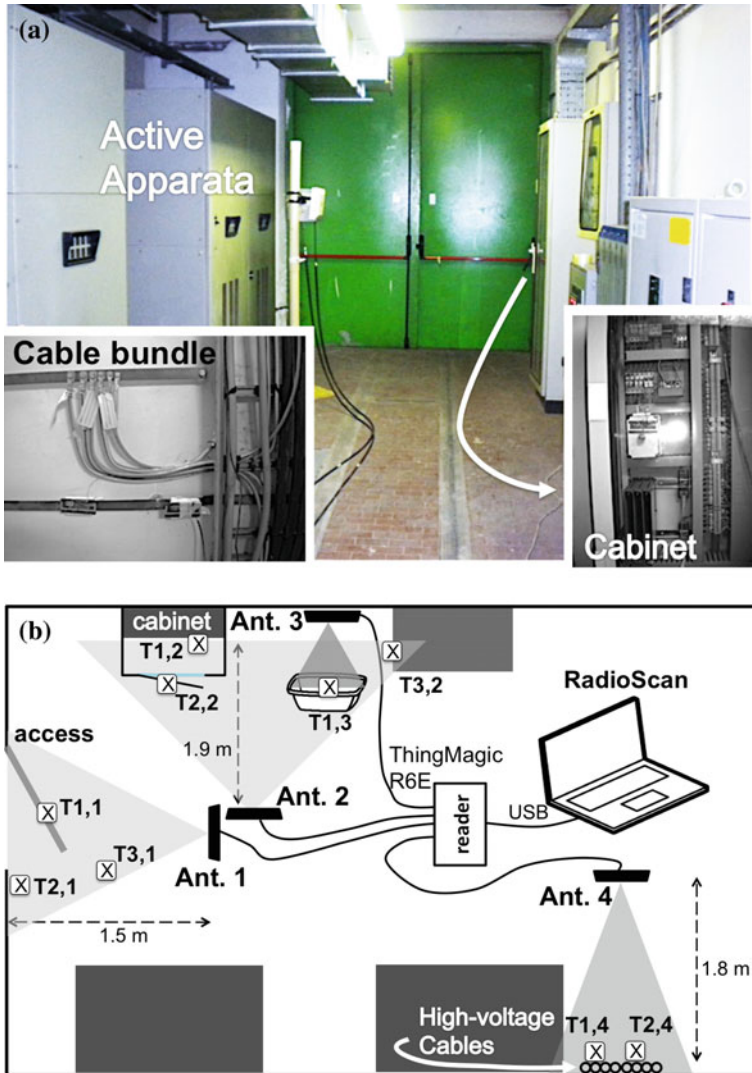 (a)
Active
Apparata
Cable bundle
Cabinet
(b)
cabinet
Ant. 3
T1,2
T2,2
T3,2
T1,3
RadioScan
access
1.9 m
ThingMagic
R6E
USB
Ant. 2
reader
T1,1
T3,1
T2,1
Ant. 1
Ant. 4
1.5 m
1.8 m
High-voltage
Cables
T1,4
T2,4